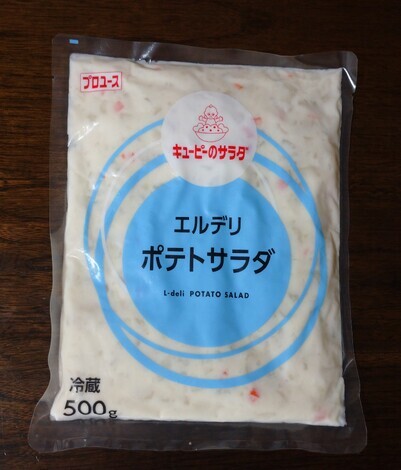 プロユース
キューピーのサラダ
エルデリ
ポテトサラダ
L-deli POTATO SALAD
冷蔵
500g